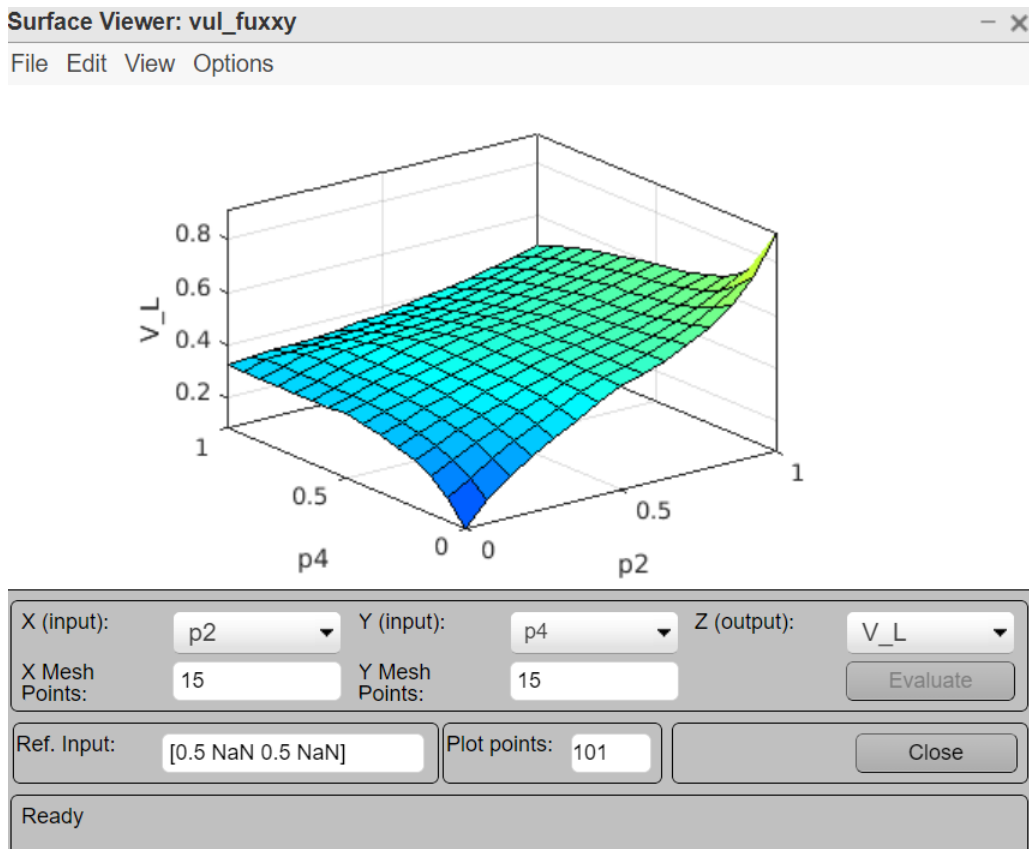 Surface Viewer: vul_fuxxy
File Edit View Options
0.8
0.6
0.4
0.2
V_L
1
0.5
0
p4
0
0.5
1
p2
X (input):
p2
Y (input):
p4
Z (output):
V_L
X Mesh
Points:
15
Y Mesh
Points:
15
Evaluate
Ref. Input:
[0.5 NaN 0.5 NaN]
Plot points:
101
Close
Ready